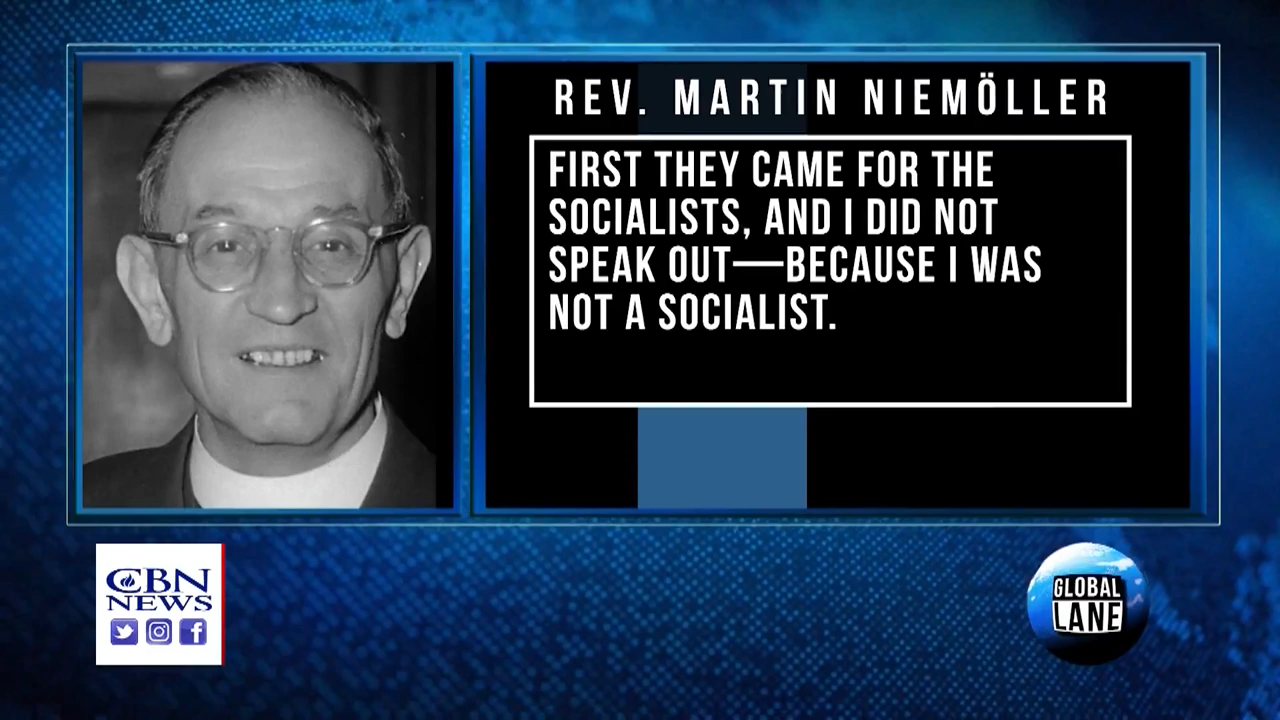 REV. MARTIN NIEMÖLLER
FIRST THEY CAME FOR THE
SOCIALISTS, AND I DID NOT
SPEAK OUT—BECAUSE I WAS
NOT A SOCIALIST.
CBN
NEWS
GLOBAL
LANE